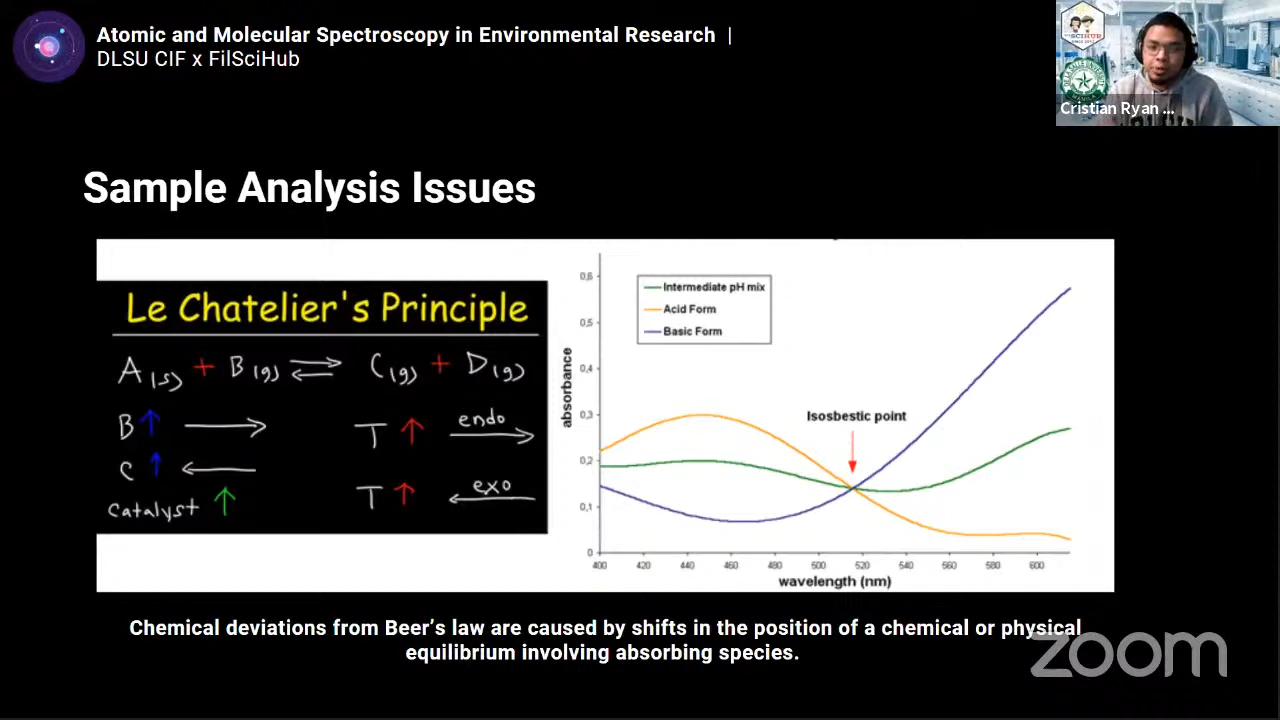 Atomic and Molecular Spectroscopy in Environmental Research |
DLSU CIF x FilSciHub
Cristian Ryan ...
Sample Analysis Issues
Le Chatelier's Principle
A(s) + B(g) ⇌ C(g) + D(g)
B ↑ →
T ↑ endo →
C ↑ ←
T ↑ exo ←
Catalyst ↑
absorbance
0,6
0,5
0,4
0,3
0,2
0,1
0
Intermediate pH mix
Acid Form
Basic Form
Isosbestic point
400 420 440 460 480 500 520 540 560 580 600
wavelength (nm)
Chemical deviations from Beer's law are caused by shifts in the position of a chemical or physical
equilibrium involving absorbing species.
zoom